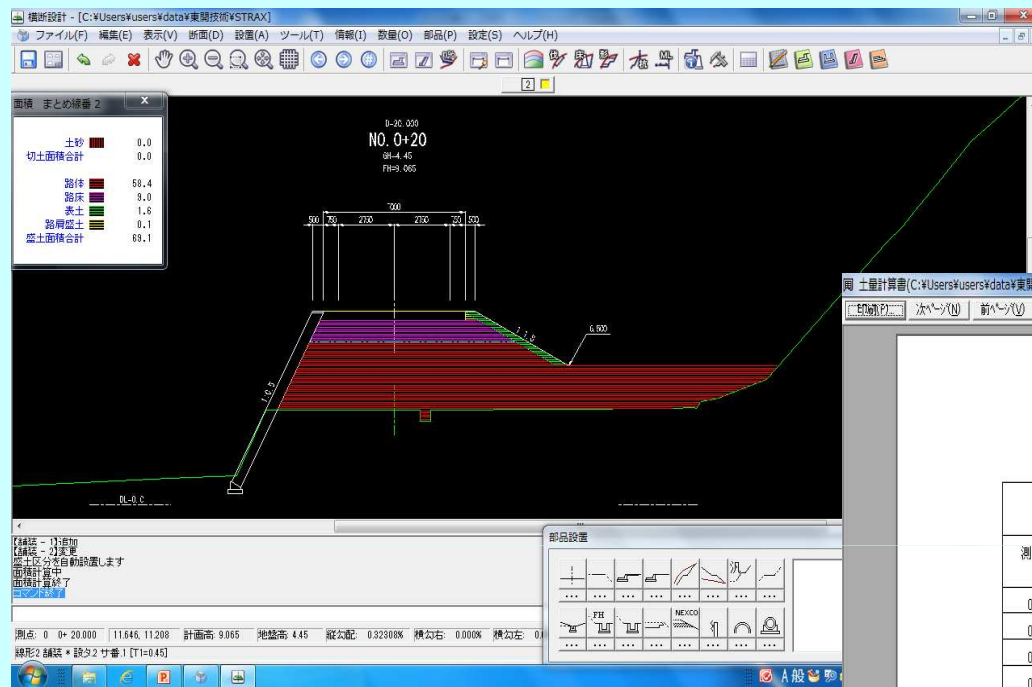 横断設計 - [C:¥Users¥users¥data¥東開技術¥STRAX]
ファイル(F) 編集(E) 表示(V) 断面(D) 設置(A) ツール(T) 情報(I) 数量(O) 部品(P) 設定(S) ヘルプ(H)
2
面積 まとめ線番 2
土砂 0.0
切土面積合計 0.0
路体 58.4
路床 9.0
表土 1.6
路肩盛土 0.1
盛土面積合計 69.1
D=20.000
NO. 0+20
GH=4.45
FH=9.065
7000
500 750 2750 2750 750 500
6.500
1:0.5
DL=0.0
土量計算書(C:¥Users¥users¥data¥東開
印刷(P)... 次ページ(N) 前ページ(V)
測
【舗装 - 1】追加
【舗装 - 2】変更
盛土区分を自動設置します
面積計算中
面積計算終了
コマンド終了
部品設置
FH
NEXCO
測点: 0 0+ 20.000 11.646, 11.208 計画高: 9.065 地盤高: 4.45 縦勾配: 0.32308% 横勾右: 0.000% 横勾左:
線形2 舗装 * 設タ2 サ番.1 [T1=0.45]
A 般